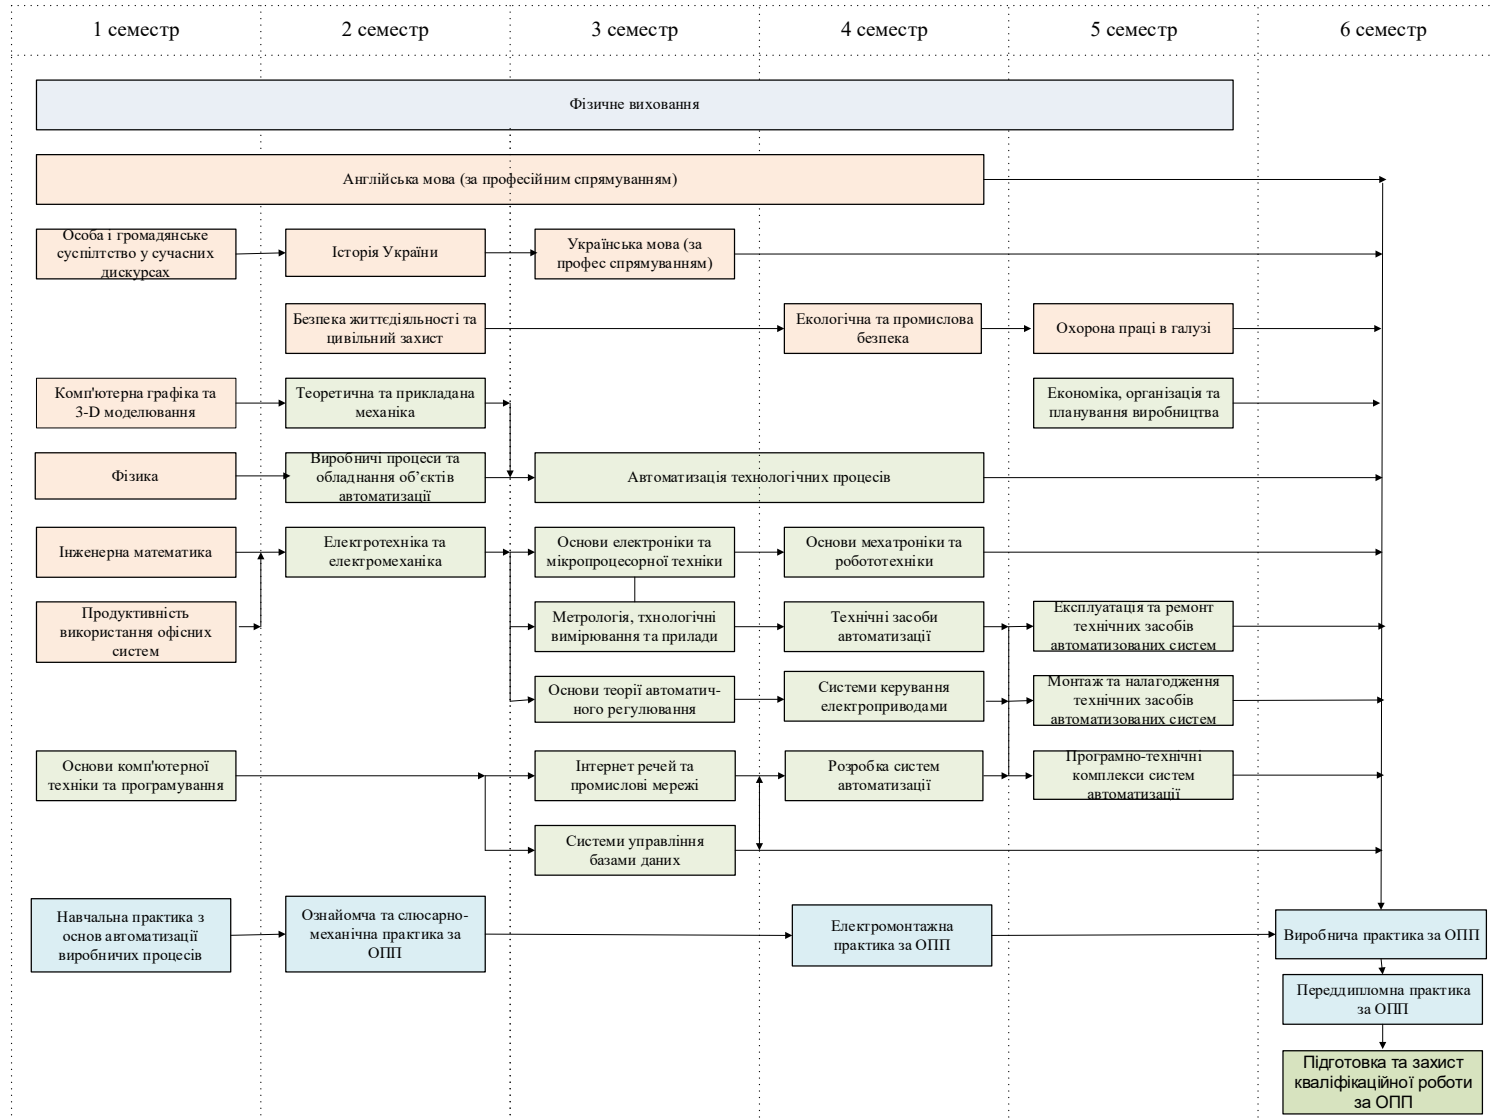 1 семестр
2 семестр
3 семестр
4 семестр
5 семестр
6 семестр
Фізичне виховання
Англійська мова (за професійним спрямуванням)
Особа і громадянське
суспілтство у сучасних
дискурсах
Історія України
Українська мова (за
профес спрямуванням)
Безпека життєдіяльності та
цивільний захист
Екологічна та промислова
безпека
Охорона праці в галузі
Комп'ютерна графіка та
3-D моделювання
Теоретична та прикладана
механіка
Економіка, організація та
планування виробництва
Фізика
Виробничі процеси та
обладнання об’єктів
автоматизації
Автоматизація технологічних процесів
Інженерна математика
Електротехніка та
електромеханіка
Основи електроніки та
мікропроцесорної техніки
Основи мехатроніки та
робототехніки
Продуктивність
використання офісних
систем
Метрологія, тхнологічні
вимірювання та прилади
Технічні засоби
автоматизації
Експлуатація та ремонт
технічних засобів
автоматизованих систем
Основи теорії автоматич-
ного регулювання
Системи керування
електроприводами
Монтаж та налагодження
технічних засобів
автоматизованих систем
Основи комп'ютерної
техніки та програмування
Інтернет речей та
промислові мережі
Розробка систем
автоматизації
Програмно-технічні
комплекси систем
автоматизації
Системи управління
базами даних
Навчальна практика з
основ автоматизації
виробничих процесів
Ознайомча та слюсарно-
механічна практика за
ОПП
Електромонтажна
практика за ОПП
Виробнича практика за ОПП
Переддипломна практика
за ОПП
Підготовка та захист
кваліфікаційної роботи
за ОПП